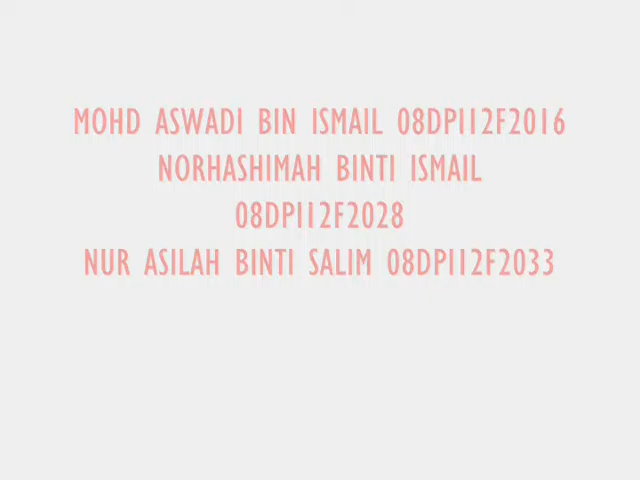 MOHD ASWADI BIN ISMAIL 08DPI12F2016
NORHASHIMAH BINTI ISMAIL
08DPI12F2028
NUR ASILAH BINTI SALIM 08DPI12F2033